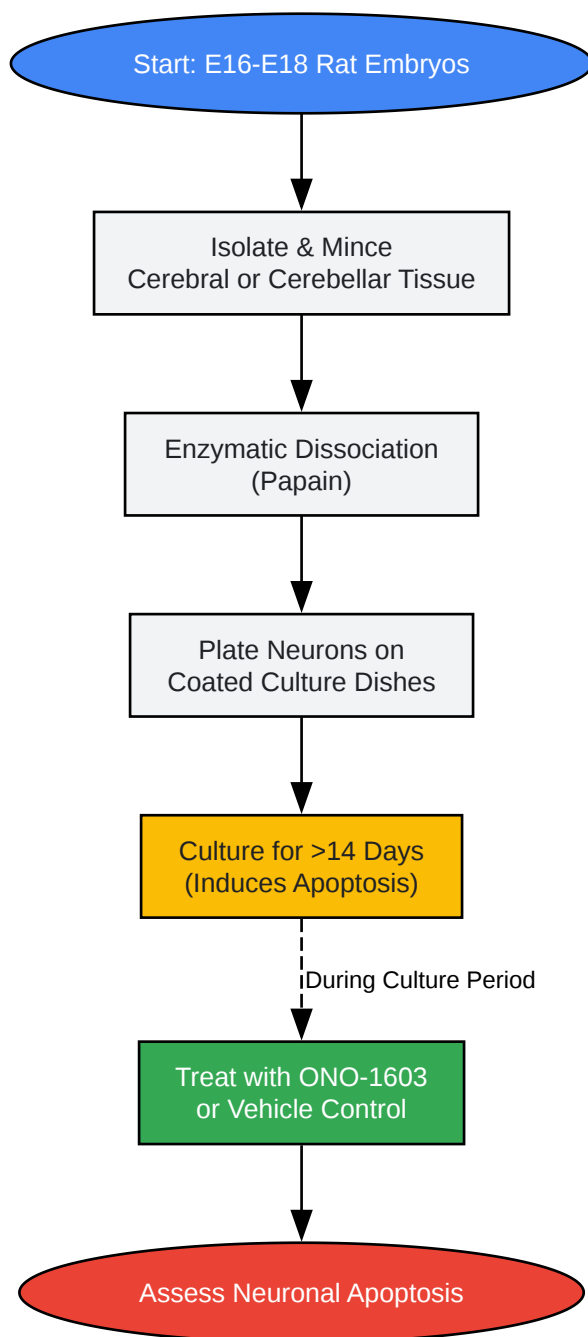 Start: E16-E18 Rat Embryos
Isolate & Mince
Cerebral or Cerebellar Tissue
Enzymatic Dissociation
(Papain)
Plate Neurons on
Coated Culture Dishes
Culture for >14 Days
(Induces Apoptosis)
During Culture Period
Treat with ONO-1603
or Vehicle Control
Assess Neuronal Apoptosis